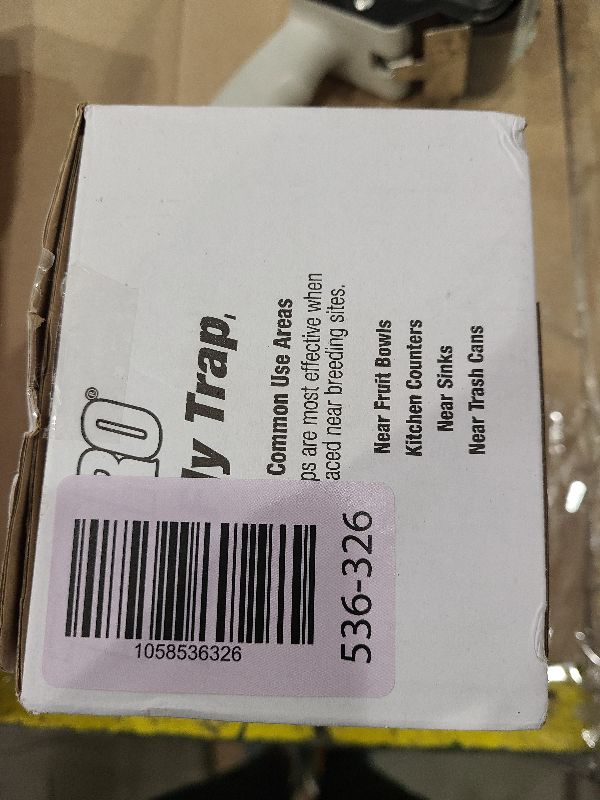 RO®
ly Trap,
Common Use Areas
ps are most effective when
aced near breeding sites.
Near Fruit Bowls
Kitchen Counters
Near Sinks
Near Trash Cans
1058536326
536-326